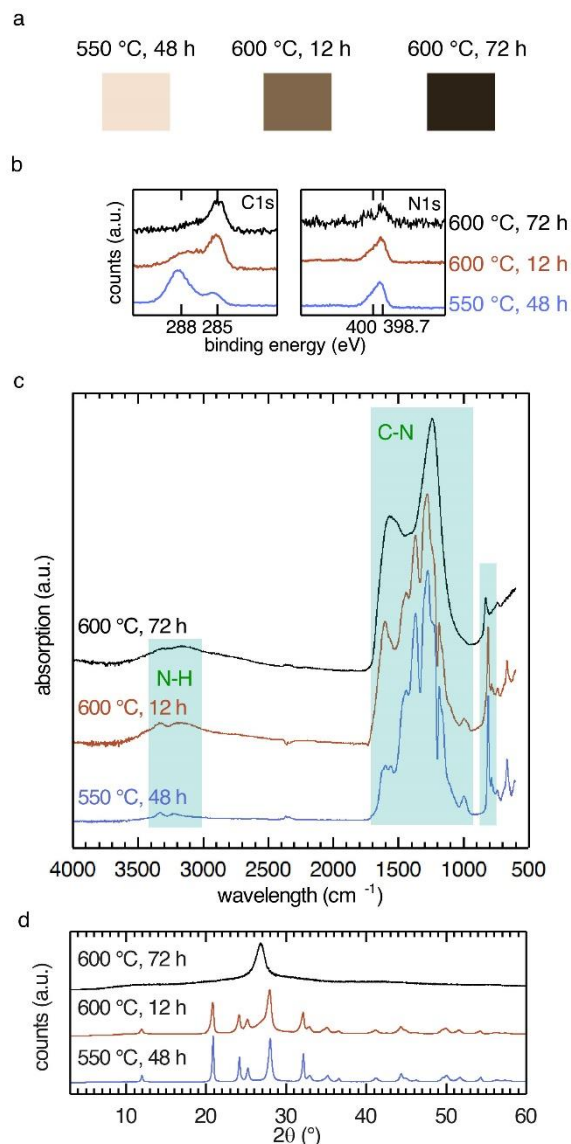 a
550 °C, 48 h 600 °C, 12 h 600 °C, 72 h
b
C1s N1s
counts (a.u.)
600 °C, 72 h
600 °C, 12 h
550 °C, 48 h
288 285 400 398.7
binding energy (eV)
c
C-N
absorption (a.u.)
600 °C, 72 h
N-H
600 °C, 12 h
550 °C, 48 h
4000 3500 3000 2500 2000 1500 1000 500
wavelength (cm ⁻¹)
d
600 °C, 72 h
counts (a.u.)
600 °C, 12 h
550 °C, 48 h
10 20 30 40 50 60
2θ (°)